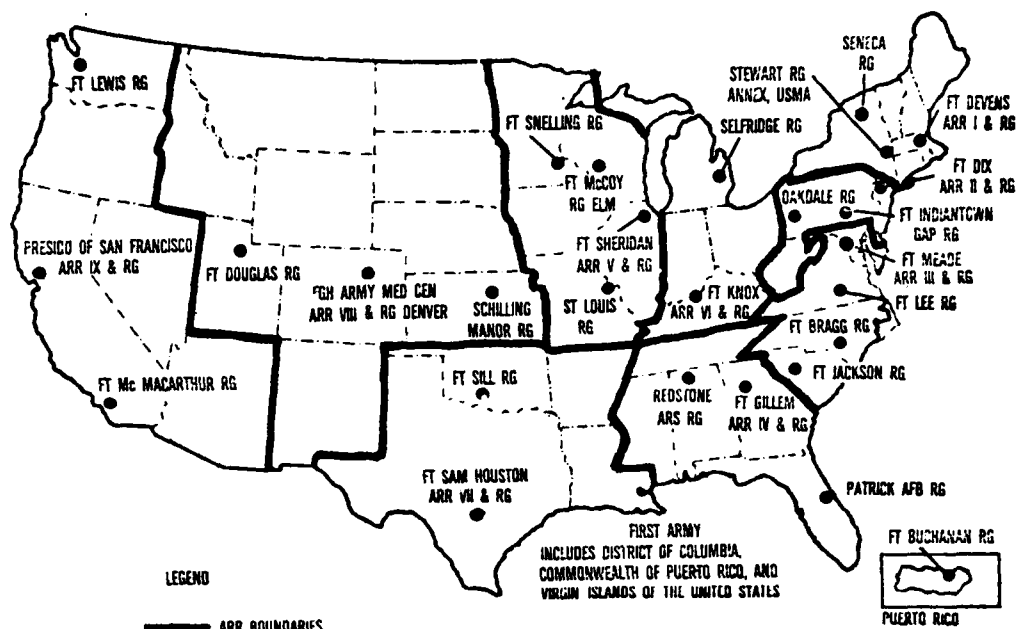 FT LEWIS RG
SENECA
RG
STEWART RG
ANNEX, USMA
FT DEVENS
ARR I & RG
FT SNELLING RG
SELFRIDGE RG
FT McCOY
RG ELM
FT DIX
ARR II & RG
OAKDALE RG
FT INDIANTOWN
GAP RG
PRESIDO OF SAN FRANCISCO
ARR IX & RG
FT DOUGLAS RG
FT SHERIDAN
ARR V & RG
FT MEADE
ARR III & RG
FGH ARMY MED CEN
ARR VIII & RG DENVER
SCHILLING
MANOR RG
ST LOUIS
RG
FT KNOX
ARR VI & RG
FT LEE RG
FT BRAGG RG
FT Mc MACARTHUR RG
FT SILL RG
REDSTONE
ARS RG
FT GILLEM
ARR IV & RG
FT JACKSON RG
FT SAM HOUSTON
ARR VII & RG
PATRICK AFB RG
FIRST ARMY
INCLUDES DISTRICT OF COLUMBIA,
COMMONWEALTH OF PUERTO RICO, AND
VIRGIN ISLANDS OF THE UNITED STATES
FT BUCHANAN RG
PUERTO RICO
LEGEND
ARR BOUNDARIES